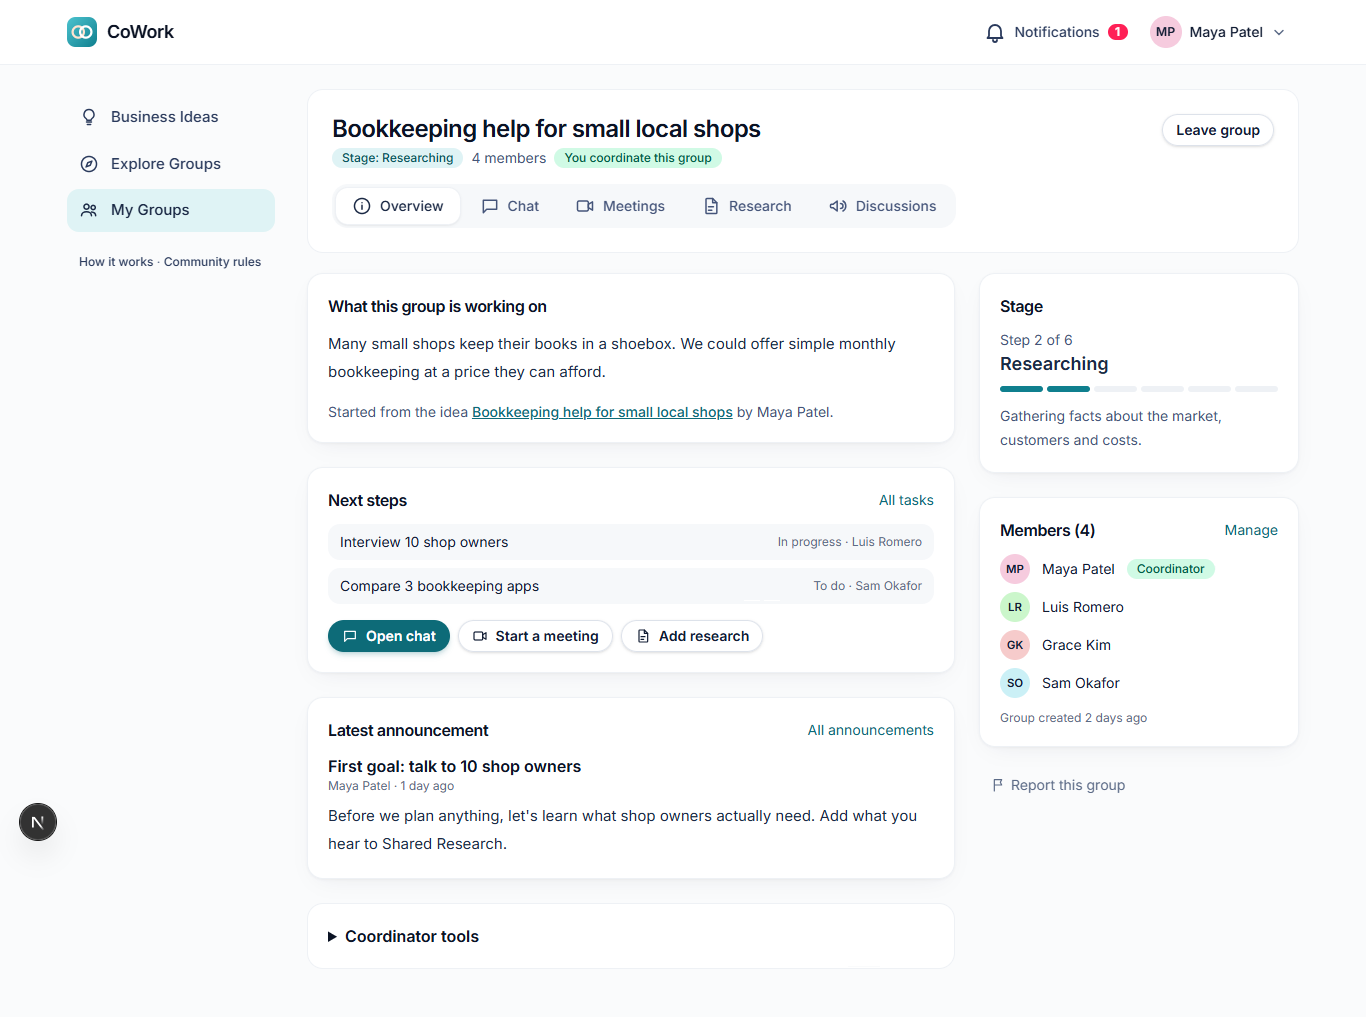 CoWork
Notifications 1
MP Maya Patel
Business Ideas
Explore Groups
My Groups
How it works · Community rules
Bookkeeping help for small local shops
Leave group
Stage: Researching 4 members You coordinate this group
Overview Chat Meetings Research Discussions
What this group is working on
Many small shops keep their books in a shoebox. We could offer simple monthly
bookkeeping at a price they can afford.
Started from the idea Bookkeeping help for small local shops by Maya Patel.
Next steps All tasks
Interview 10 shop owners In progress · Luis Romero
Compare 3 bookkeeping apps To do · Sam Okafor
Open chat Start a meeting Add research
Latest announcement All announcements
First goal: talk to 10 shop owners
Maya Patel · 1 day ago
Before we plan anything, let's learn what shop owners actually need. Add what you
hear to Shared Research.
Coordinator tools
Stage
Step 2 of 6
Researching
Gathering facts about the market,
customers and costs.
Members (4) Manage
MP Maya Patel Coordinator
LR Luis Romero
GK Grace Kim
SO Sam Okafor
Group created 2 days ago
Report this group
N